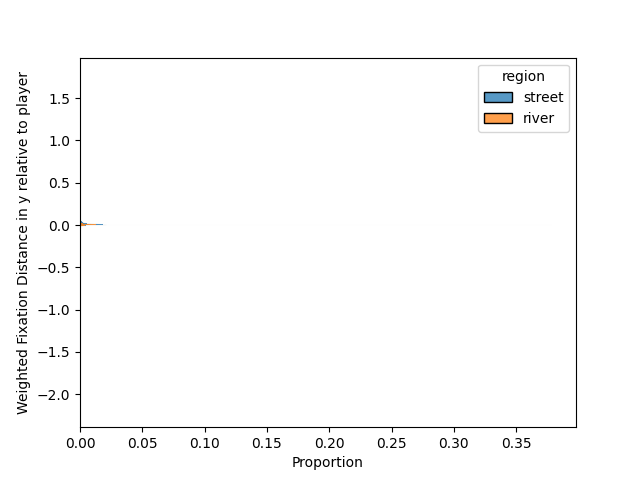 region
street
river
1.5
1.0
0.5
0.0
−0.5
−1.0
−1.5
−2.0
Weighted Fixation Distance in y relative to player
0.00 0.05 0.10 0.15 0.20 0.25 0.30 0.35
Proportion